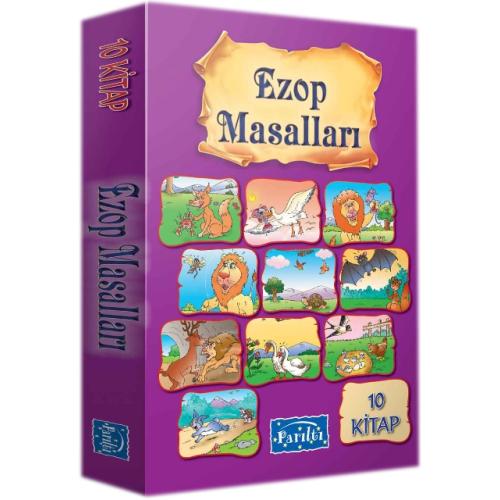 Ezop
Masalları
10 KİTAP
Ezop Masalları
10
KİTAP
Parıltı